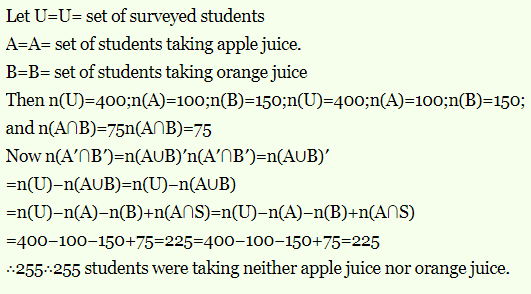 Let U=U= set of surveyed students
A=A= set of students taking apple juice.
B=B= set of students taking orange juice
Then n(U)=400;n(A)=100;n(B)=150;n(U)=400;n(A)=100;n(B)=150;
and n(A∩B)=75n(A∩B)=75
Now n(A′∩B′)=n(A∪B)′n(A′∩B′)=n(A∪B)′
=n(U)−n(A∪B)=n(U)−n(A∪B)
=n(U)−n(A)−n(B)+n(A∩S)=n(U)−n(A)−n(B)+n(A∩S)
=400−100−150+75=225=400−100−150+75=225
∴255∴255 students were taking neither apple juice nor orange juice.